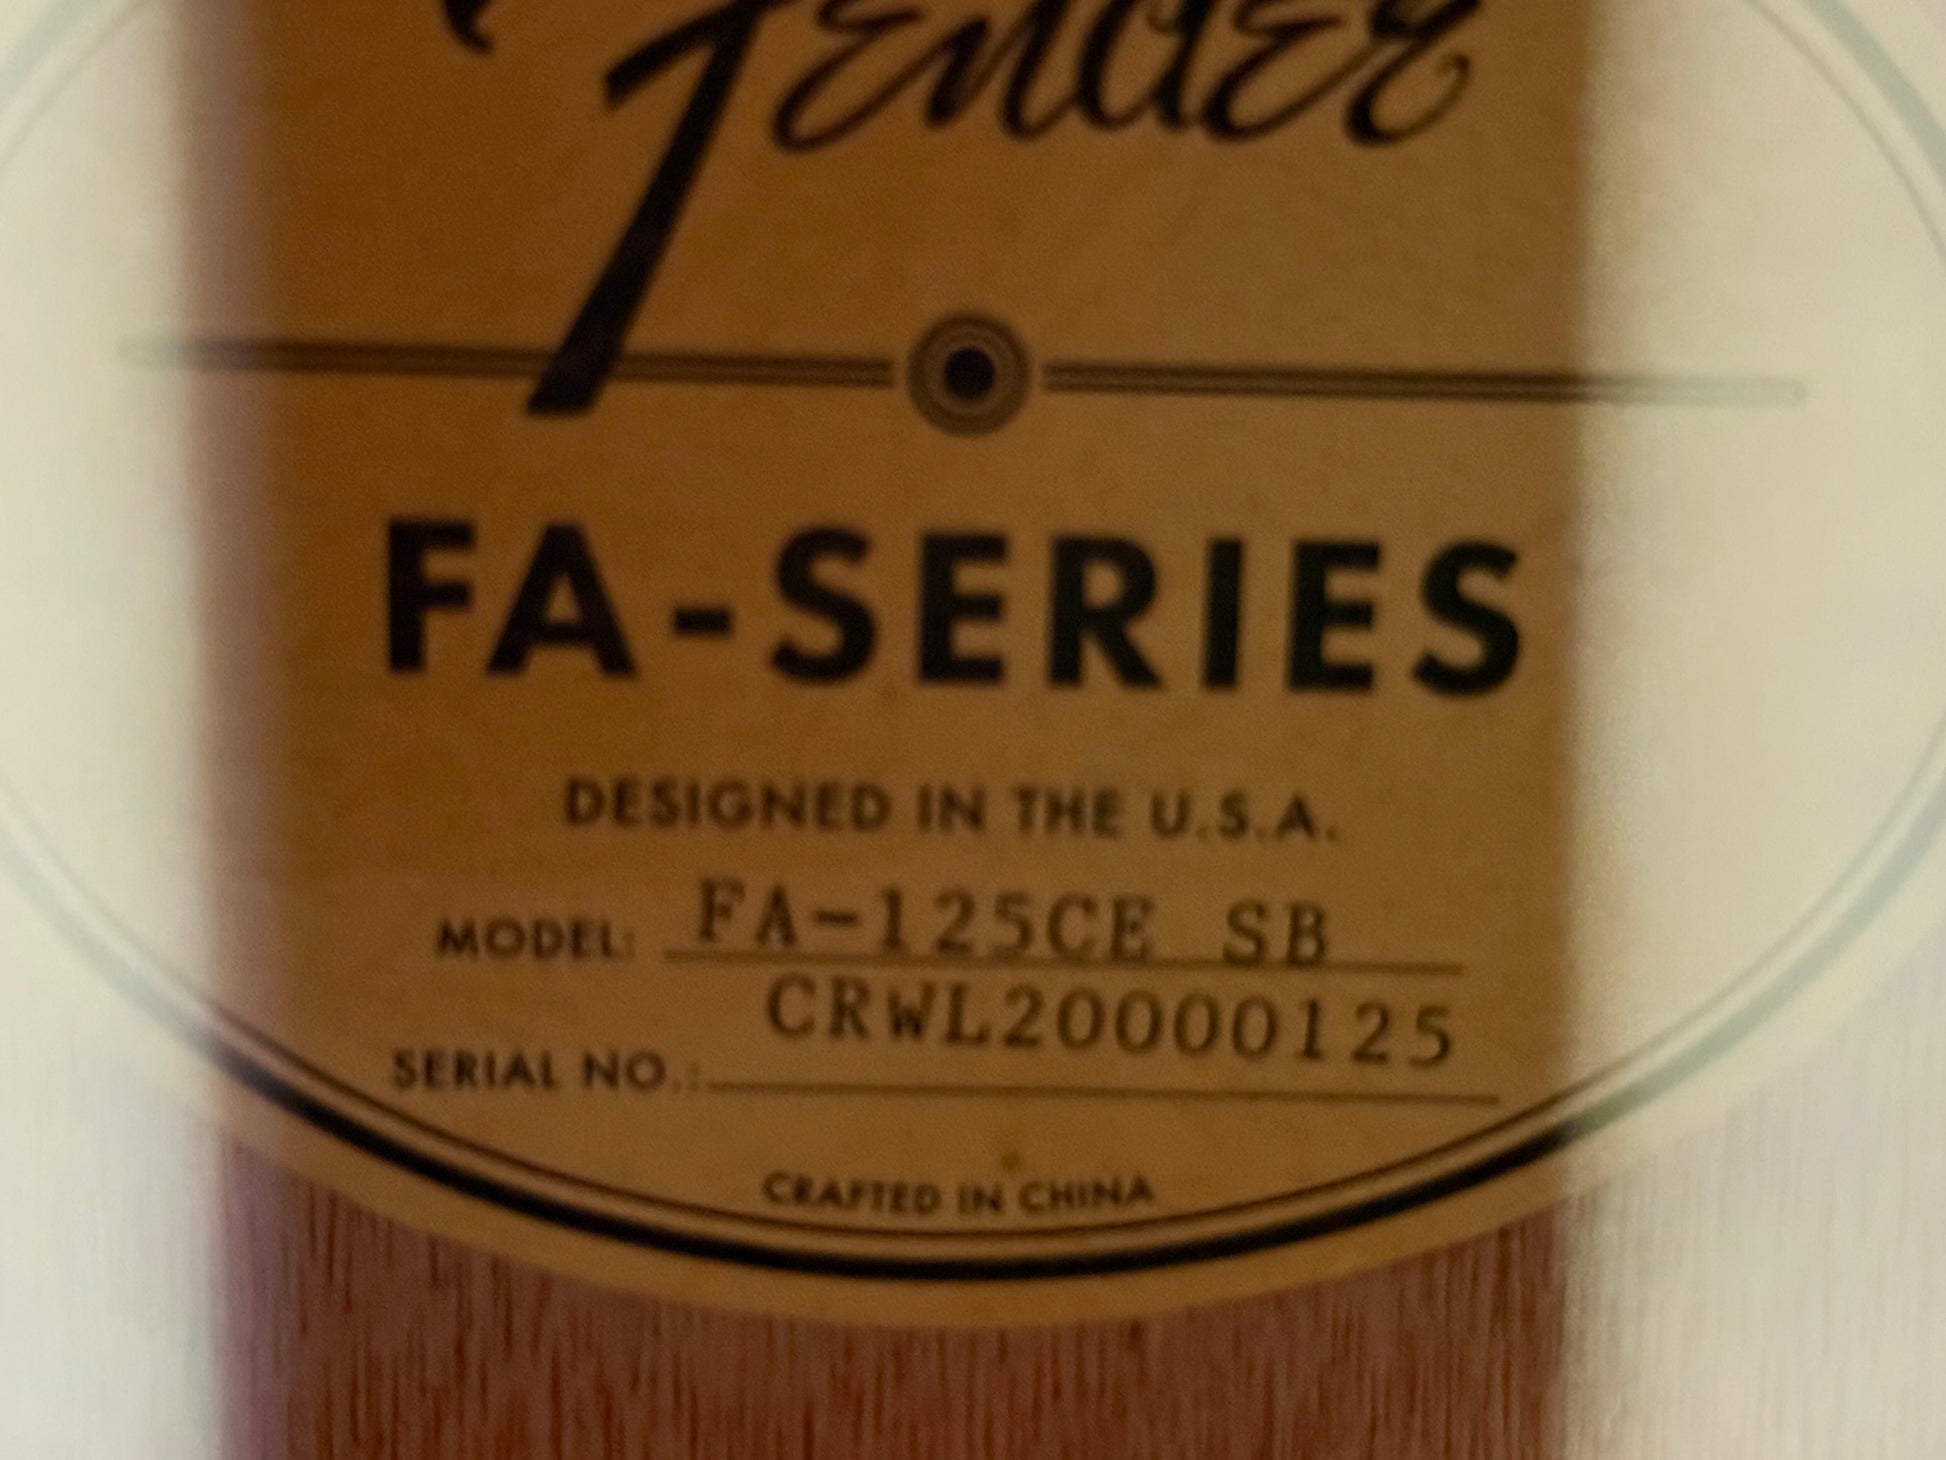 Fender
FA-SERIES
DESIGNED IN THE U.S.A.
MODEL: FA-125CE SB
CRWL20000125
SERIAL NO.:
CRAFTED IN CHINA